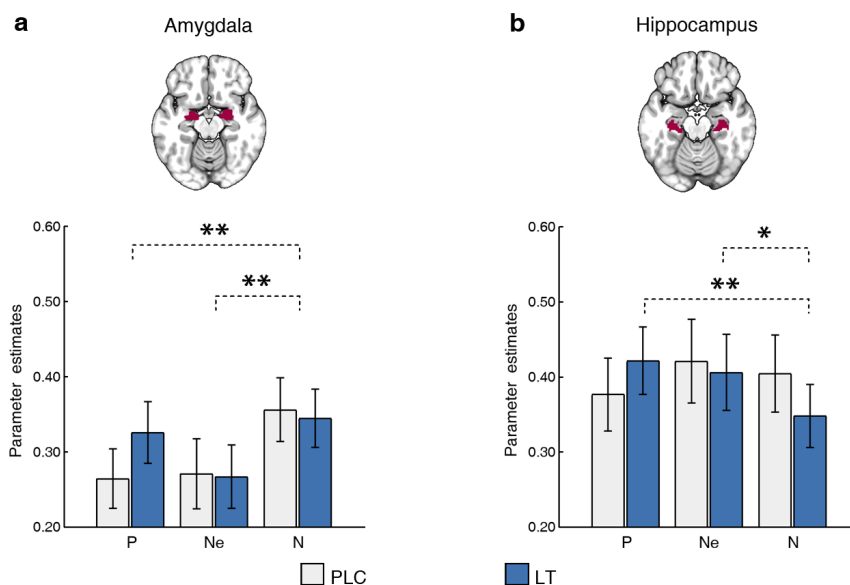 a
Amygdala
0.60
0.50
0.40
0.30
0.20
Parameter estimates
**
**
P
Ne
N
b
Hippocampus
0.60
0.50
0.40
0.30
0.20
Parameter estimates
*
**
P
Ne
N
PLC
LT